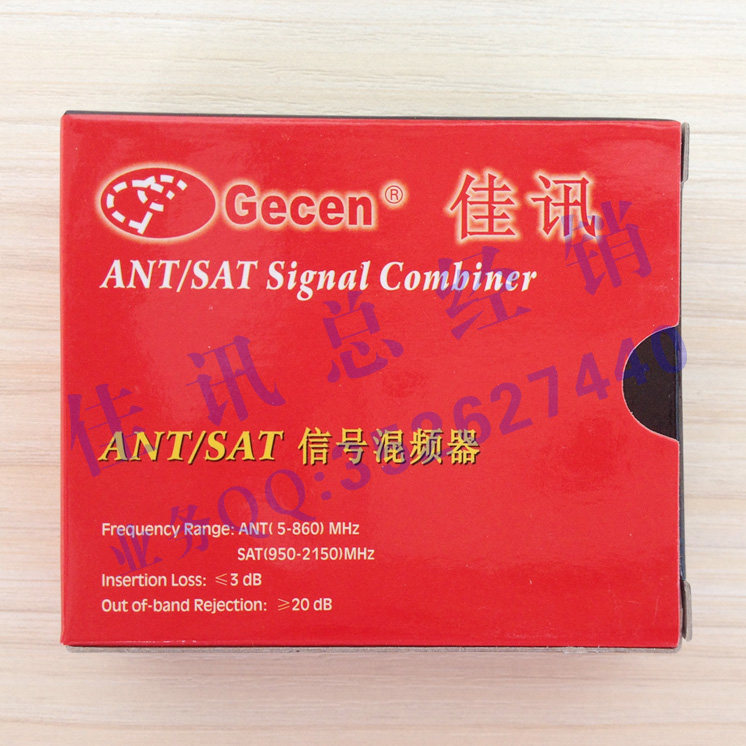 Gecen® 佳讯
ANT/SAT Signal Combiner
ANT/SAT 信号混频器
Frequency Range: ANT( 5-860) MHz
SAT(950-2150)MHz
Insertion Loss: ≤3 dB
Out of-band Rejection: ≥20 dB
佳讯总经销
业务QQ:332627440